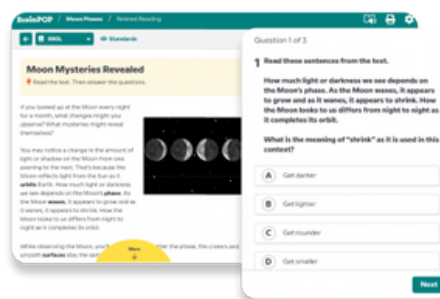 BrainPOP / Moon Phases / Related Reading
980L
Standards
Moon Mysteries Revealed
Read the text. Then answer the questions.
If you looked up at the Moon every night
for a month, what changes might you
observe? What mysteries might reveal
themselves?
You may notice a change in the amount of
light or shadow on the Moon from one
evening to the next. That's because the
Moon reflects light from the Sun as it
orbits Earth. How much light or darkness
we see depends on the Moon's phase. As
the Moon waxes, it appears to grow and as
it wanes, it appears to shrink. How the
Moon looks to us differs from night to
night as it completes its orbit.
While observing the Moon, you'll
ter the phase, the craters and
smooth surfaces stay the
More
Question 1 of 3
1 Read these sentences from the text.
How much light or darkness we see depends on
the Moon's phase. As the Moon waxes, it appears
to grow and as it wanes, it appears to shrink. How
the Moon looks to us differs from night to night as
it completes its orbit.
What is the meaning of "shrink" as it is used in this
context?
A Get darker
B Get lighter
C Get rounder
D Get smaller
Next